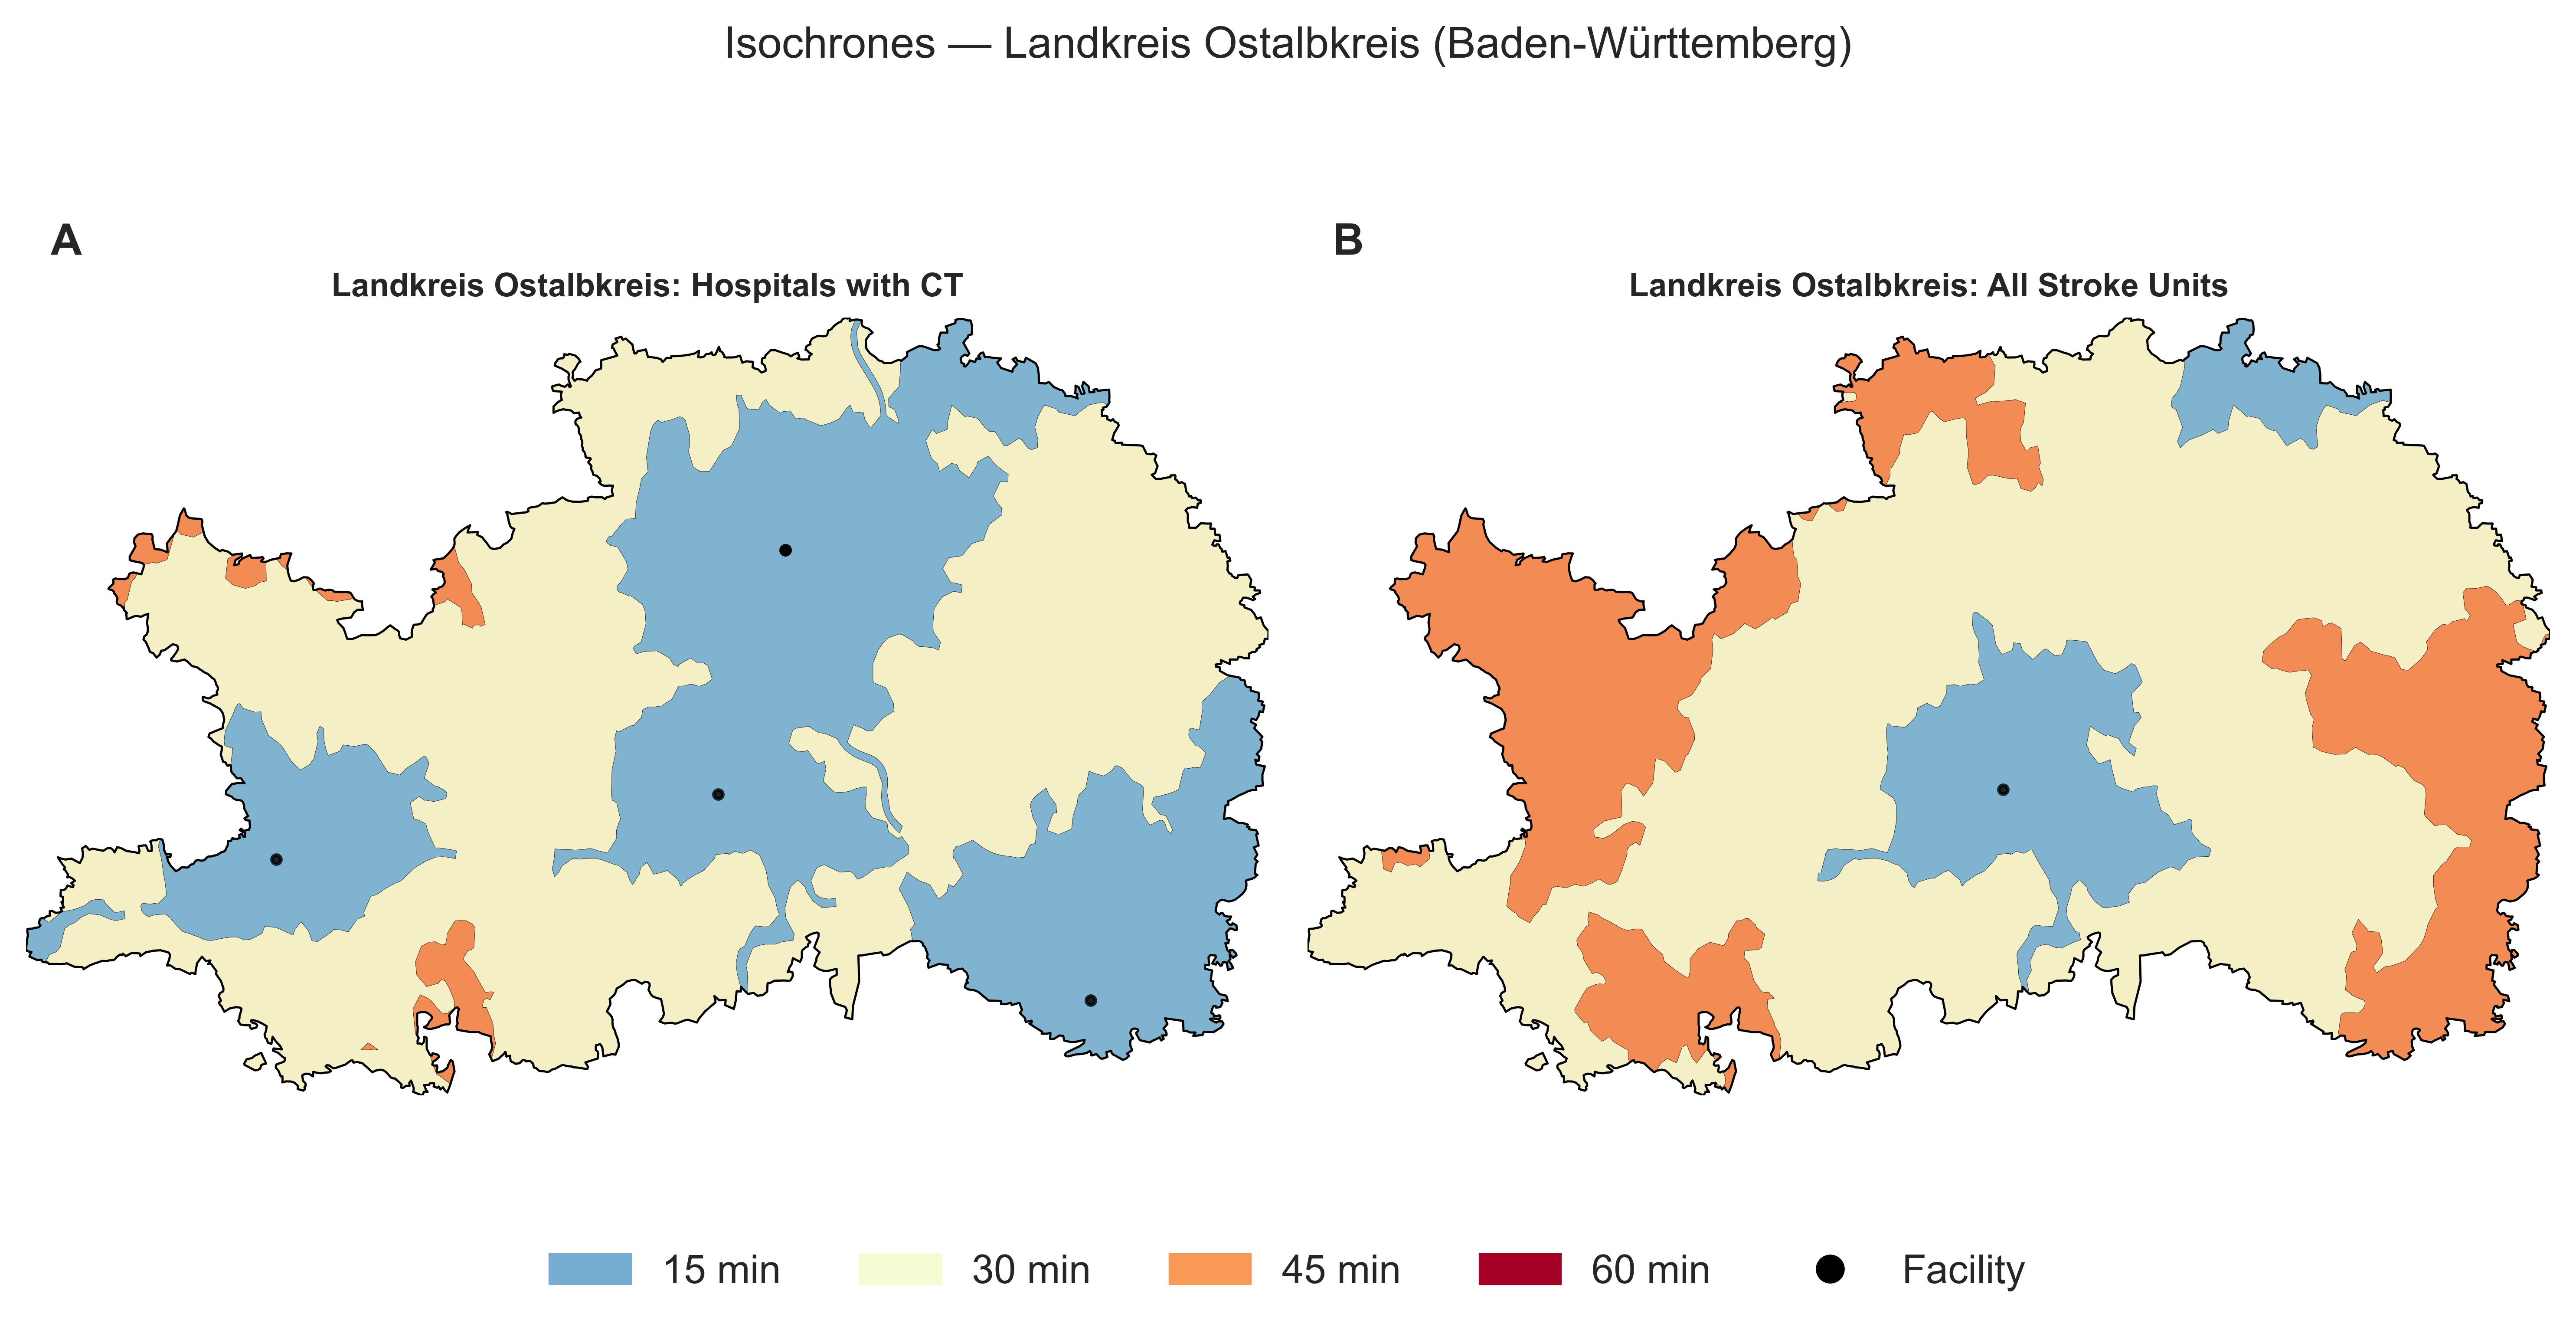 Isochrones — Landkreis Ostalbkreis (Baden-Württemberg)
A
Landkreis Ostalbkreis: Hospitals with CT
B
Landkreis Ostalbkreis: All Stroke Units
15 min
30 min
45 min
60 min
Facility